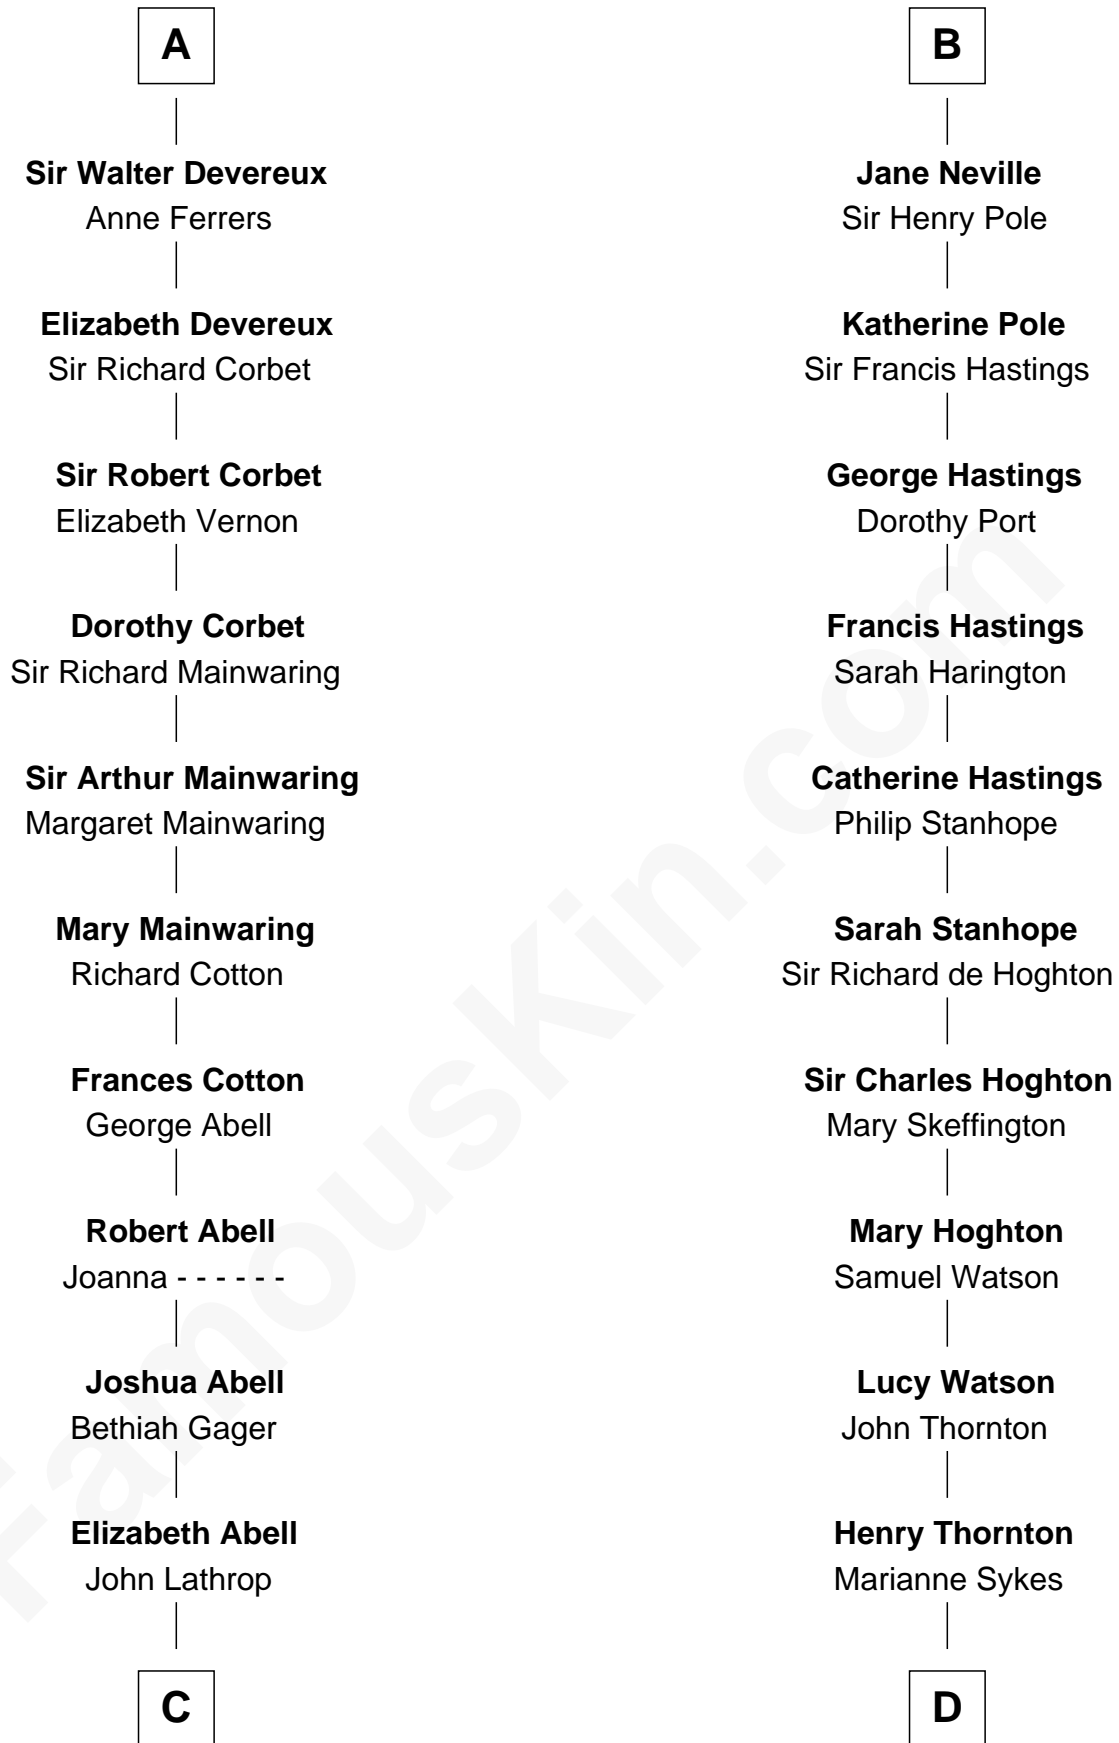 A
Sir Walter Devereux
Anne Ferrers
Elizabeth Devereux
Sir Richard Corbet
Sir Robert Corbet
Elizabeth Vernon
Dorothy Corbet
Sir Richard Mainwaring
Sir Arthur Mainwaring
Margaret Mainwaring
Mary Mainwaring
Richard Cotton
Frances Cotton
George Abell
Robert Abell
Joanna - - - - - -
Joshua Abell
Bethiah Gager
Elizabeth Abell
John Lathrop
C
B
Jane Neville
Sir Henry Pole
Katherine Pole
Sir Francis Hastings
George Hastings
Dorothy Port
Francis Hastings
Sarah Harington
Catherine Hastings
Philip Stanhope
Sarah Stanhope
Sir Richard de Hoghton
Sir Charles Hoghton
Mary Skeffington
Mary Hoghton
Samuel Watson
Lucy Watson
John Thornton
Henry Thornton
Marianne Sykes
D
FamousKin.com